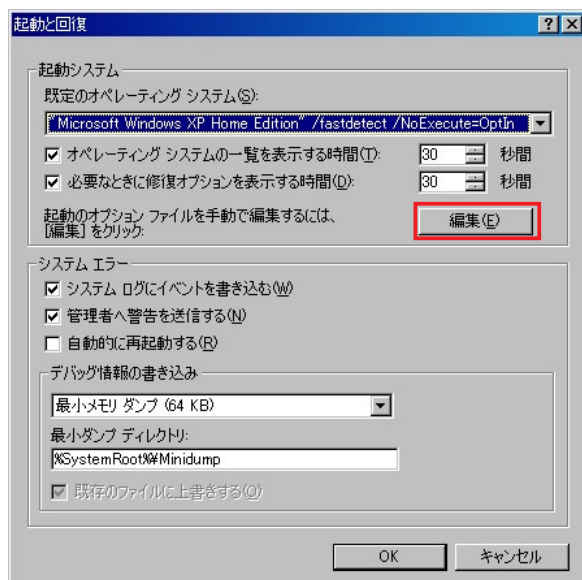 起動と回復
起動システム
既定のオペレーティング システム(S):
"Microsoft Windows XP Home Edition" /fastdetect /NoExecute=OptIn
オペレーティング システムの一覧を表示する時間(T): 30 秒間
必要なときに修復オプションを表示する時間(D): 30 秒間
起動のオプション ファイルを手動で編集するには、
[編集] をクリック:
編集(E)
システム エラー
システム ログにイベントを書き込む(W)
管理者へ警告を送信する(N)
自動的に再起動する(R)
デバッグ情報の書き込み
最小メモリ ダンプ (64 KB)
最小ダンプ ディレクトリ:
%SystemRoot%¥Minidump
既存のファイルに上書きする(O)
OK キャンセル